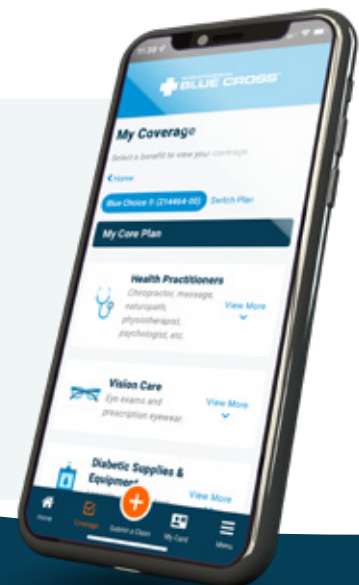 BLUE CROSS
My Coverage
Select a benefit to view your coverage.
Home
Blue Choice ® (214464-00) Switch Plan
My Core Plan
Health Practitioners
Chiropractor, massage,
naturopath,
physiotherapist,
psychologist, etc.
View More
Vision Care
Eye exams and
prescription eyewear.
View More
Diabetic Supplies &
Equipment
View More
Home
Coverage
Submit a Claim
My Card
Menu